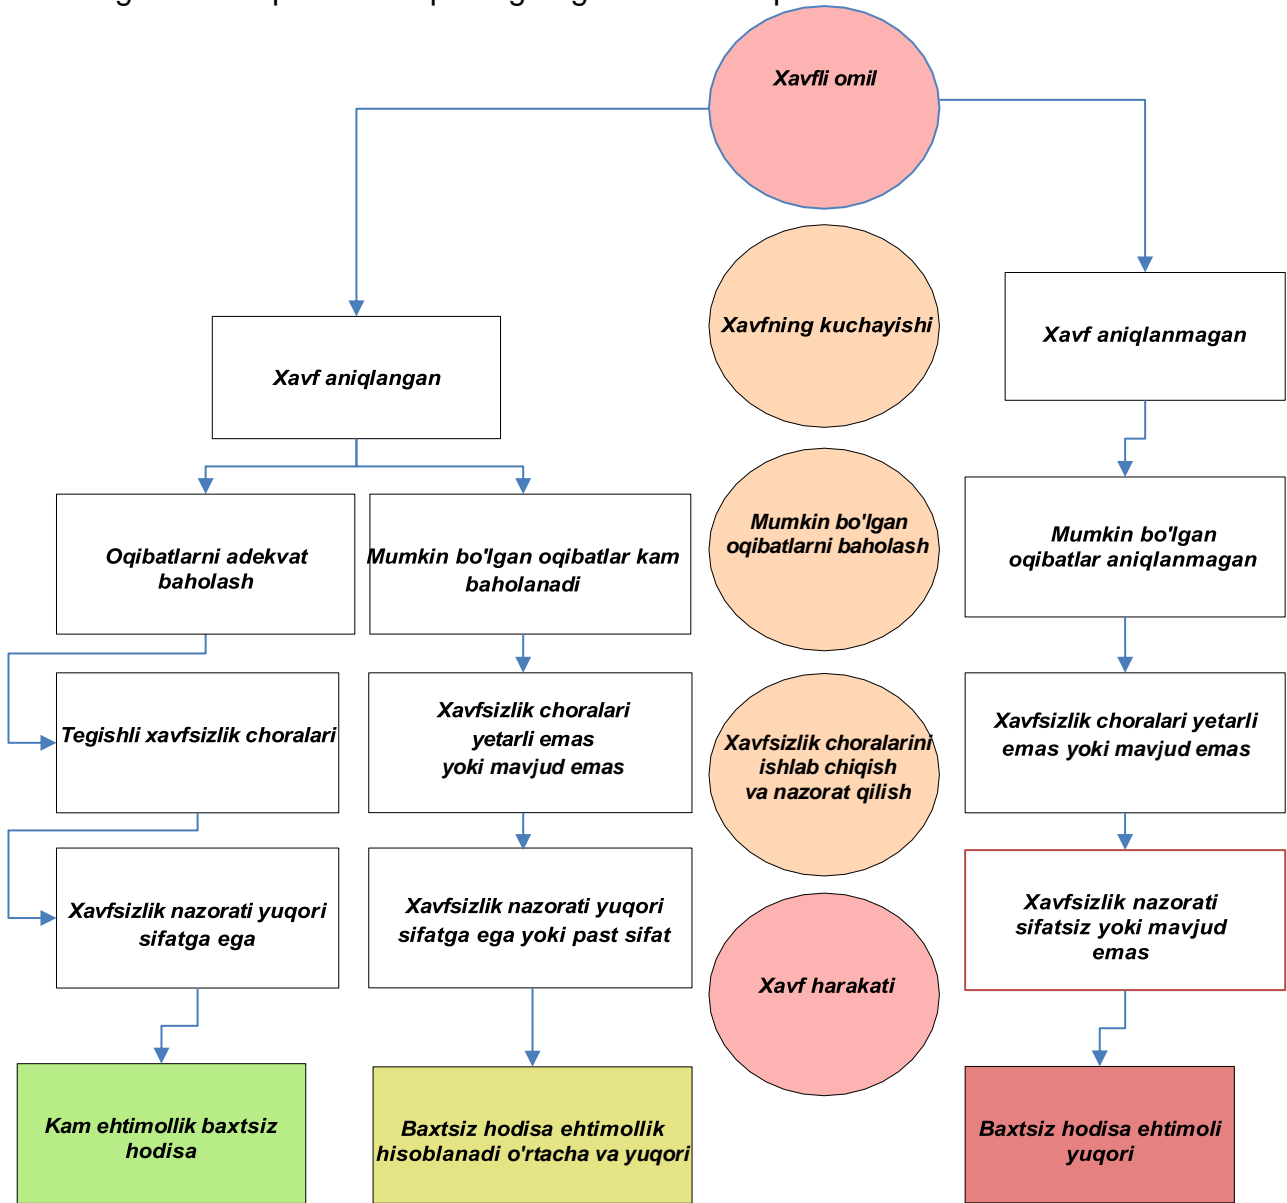 Xavfli omil
Xavfning kuchayishi
Xavf aniqlanmagan
Xavf aniqlangan
Oqibatlarni adekvat
baholash
Mumkin bo'lgan oqibatlar kam
baholanadi
Mumkin bo'lgan
oqibatlarni baholash
Mumkin bo'lgan
oqibatlar aniqlanmagan
Tegishli xavfsizlik choralari
Xavfsizlik choralari
yetarli emas
yoki mavjud emas
Xavfsizlik choralarini
ishlab chiqish
va nazorat qilish
Xavfsizlik choralari yetarli
emas yoki mavjud emas
Xavfsizlik nazorati yuqori
sifatga ega
Xavfsizlik nazorati yuqori
sifatga ega yoki past sifat
Xavf harakati
Xavfsizlik nazorati
sifatsiz yoki mavjud
emas
Kam ehtimollik baxtsiz
hodisa
Baxtsiz hodisa ehtimollik
hisoblanadi o'rtacha va yuqori
Baxtsiz hodisa ehtimoli
yuqori